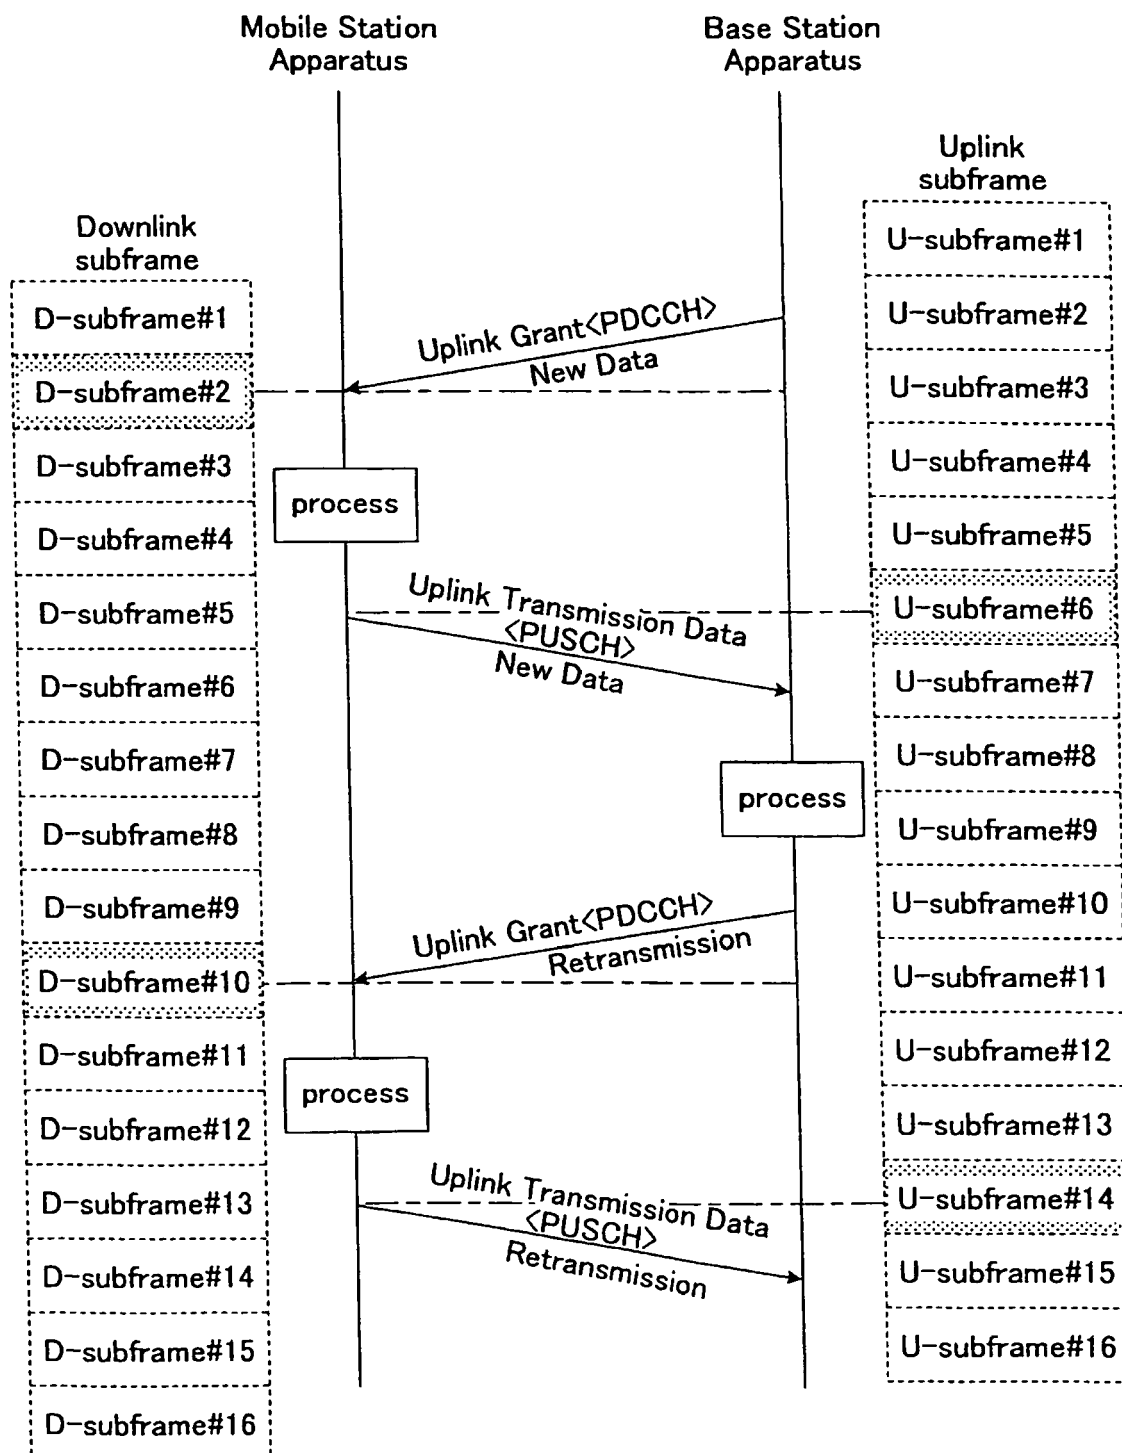 Mobile Station
Apparatus
Base Station
Apparatus
Uplink
subframe
Downlink
subframe
U-subframe#1
U-subframe#2
U-subframe#3
U-subframe#4
U-subframe#5
U-subframe#6
U-subframe#7
U-subframe#8
U-subframe#9
U-subframe#10
U-subframe#11
U-subframe#12
U-subframe#13
U-subframe#14
U-subframe#15
U-subframe#16
D-subframe#1
D-subframe#2
D-subframe#3
D-subframe#4
D-subframe#5
D-subframe#6
D-subframe#7
D-subframe#8
D-subframe#9
D-subframe#10
D-subframe#11
D-subframe#12
D-subframe#13
D-subframe#14
D-subframe#15
D-subframe#16
Uplink Grant<PDCCH>
New Data
process
Uplink Transmission Data
<PUSCH>
New Data
process
Uplink Grant<PDCCH>
Retransmission
process
Uplink Transmission Data
<PUSCH>
Retransmission